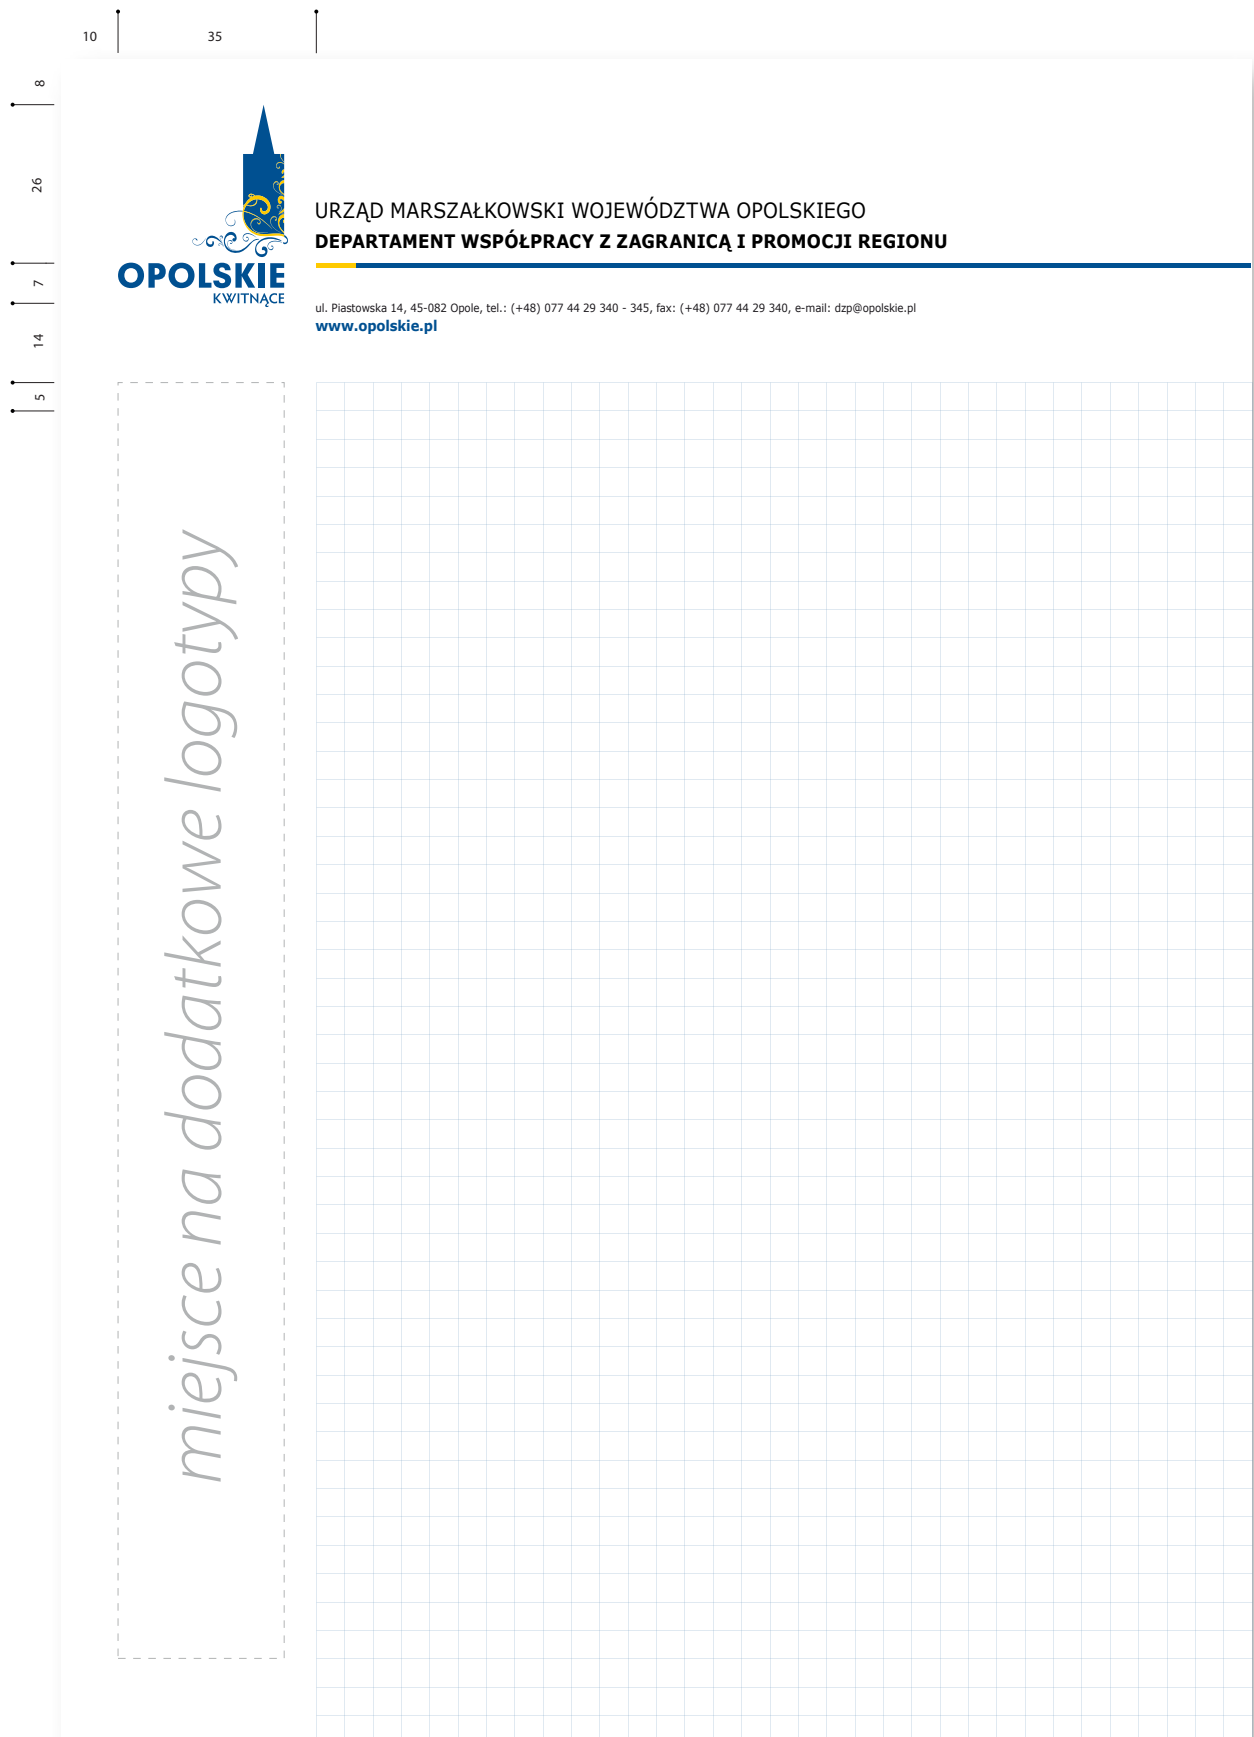 10
35
8
26
7
14
5
OPOLSKIE
KWITNĄCE
URZĄD MARSZAŁKOWSKI WOJEWÓDZTWA OPOLSKIEGO
DEPARTAMENT WSPÓŁPRACY Z ZAGRANICĄ I PROMOCJI REGIONU
ul. Piastowska 14, 45-082 Opole, tel.: (+48) 077 44 29 340 - 345, fax: (+48) 077 44 29 340, e-mail: dzp@opolskie.pl
www.opolskie.pl
miejsce na dodatkowe logotypy